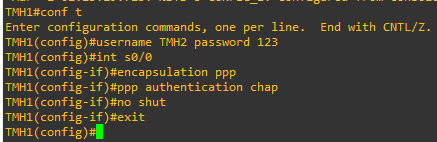 TMH1#conf t
Enter configuration commands, one per line.  End with CNTL/Z.
TMH1(config)#username TMH2 password 123
TMH1(config)#int s0/0
TMH1(config-if)#encapsulation ppp
TMH1(config-if)#ppp authentication chap
TMH1(config-if)#no shut
TMH1(config-if)#exit
TMH1(config)#